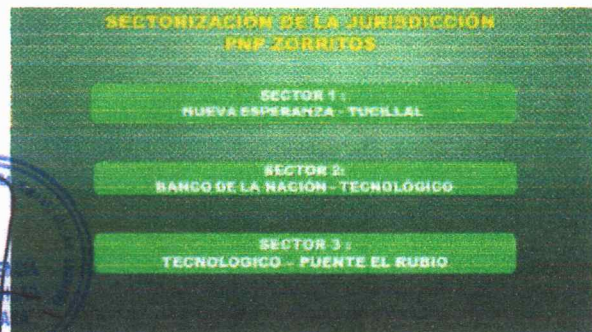 SECTORIZACIÓN DE LA JURISDICCIÓN
PNP ZORRITOS
SECTOR 1 :
NUEVA ESPERANZA - TUCILLAL
SECTOR 2:
BANCO DE LA NACIÓN - TECNOLÓGICO
SECTOR 3 :
TECNOLOGICO – PUENTE EL RUBIO